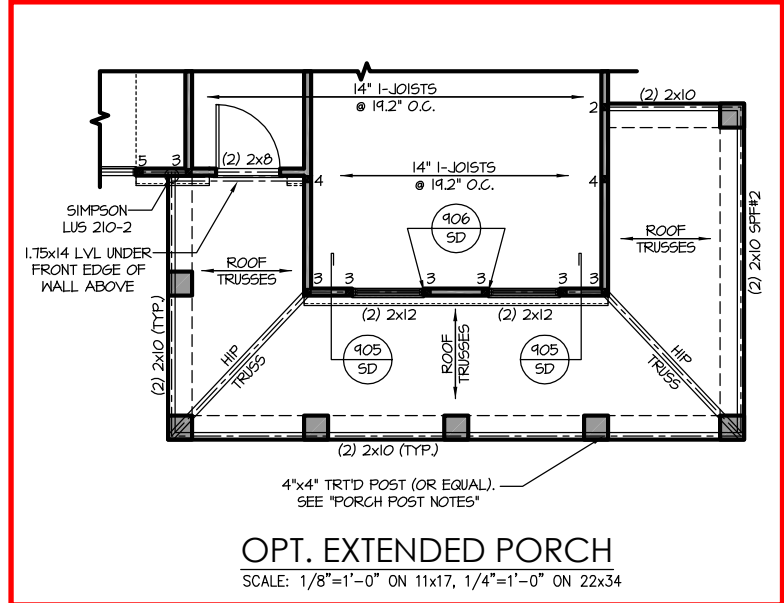 14" I-JOISTS
@ 19.2" O.C.
2
(2) 2x10
5
3
(2) 2x8
14" I-JOISTS
@ 19.2" O.C.
4
4
SIMPSON
LUS 210-2
906
SD
1.75x14 LVL UNDER
FRONT EDGE OF
WALL ABOVE
ROOF
TRUSSES
ROOF
TRUSSES
(2) 2x10 SPF#2
3
3
3
3
3
3
(2) 2x12
(2) 2x12
(2) 2x10 (TYP.)
905
SD
ROOF
TRUSSES
905
SD
HIP
TRUSS
HIP
TRUSS
(2) 2x10 (TYP.)
4"x4" TRT'D POST (OR EQUAL).
SEE "PORCH POST NOTES"
OPT. EXTENDED PORCH
SCALE: 1/8"=1'-0" ON 11x17, 1/4"=1'-0" ON 22x34